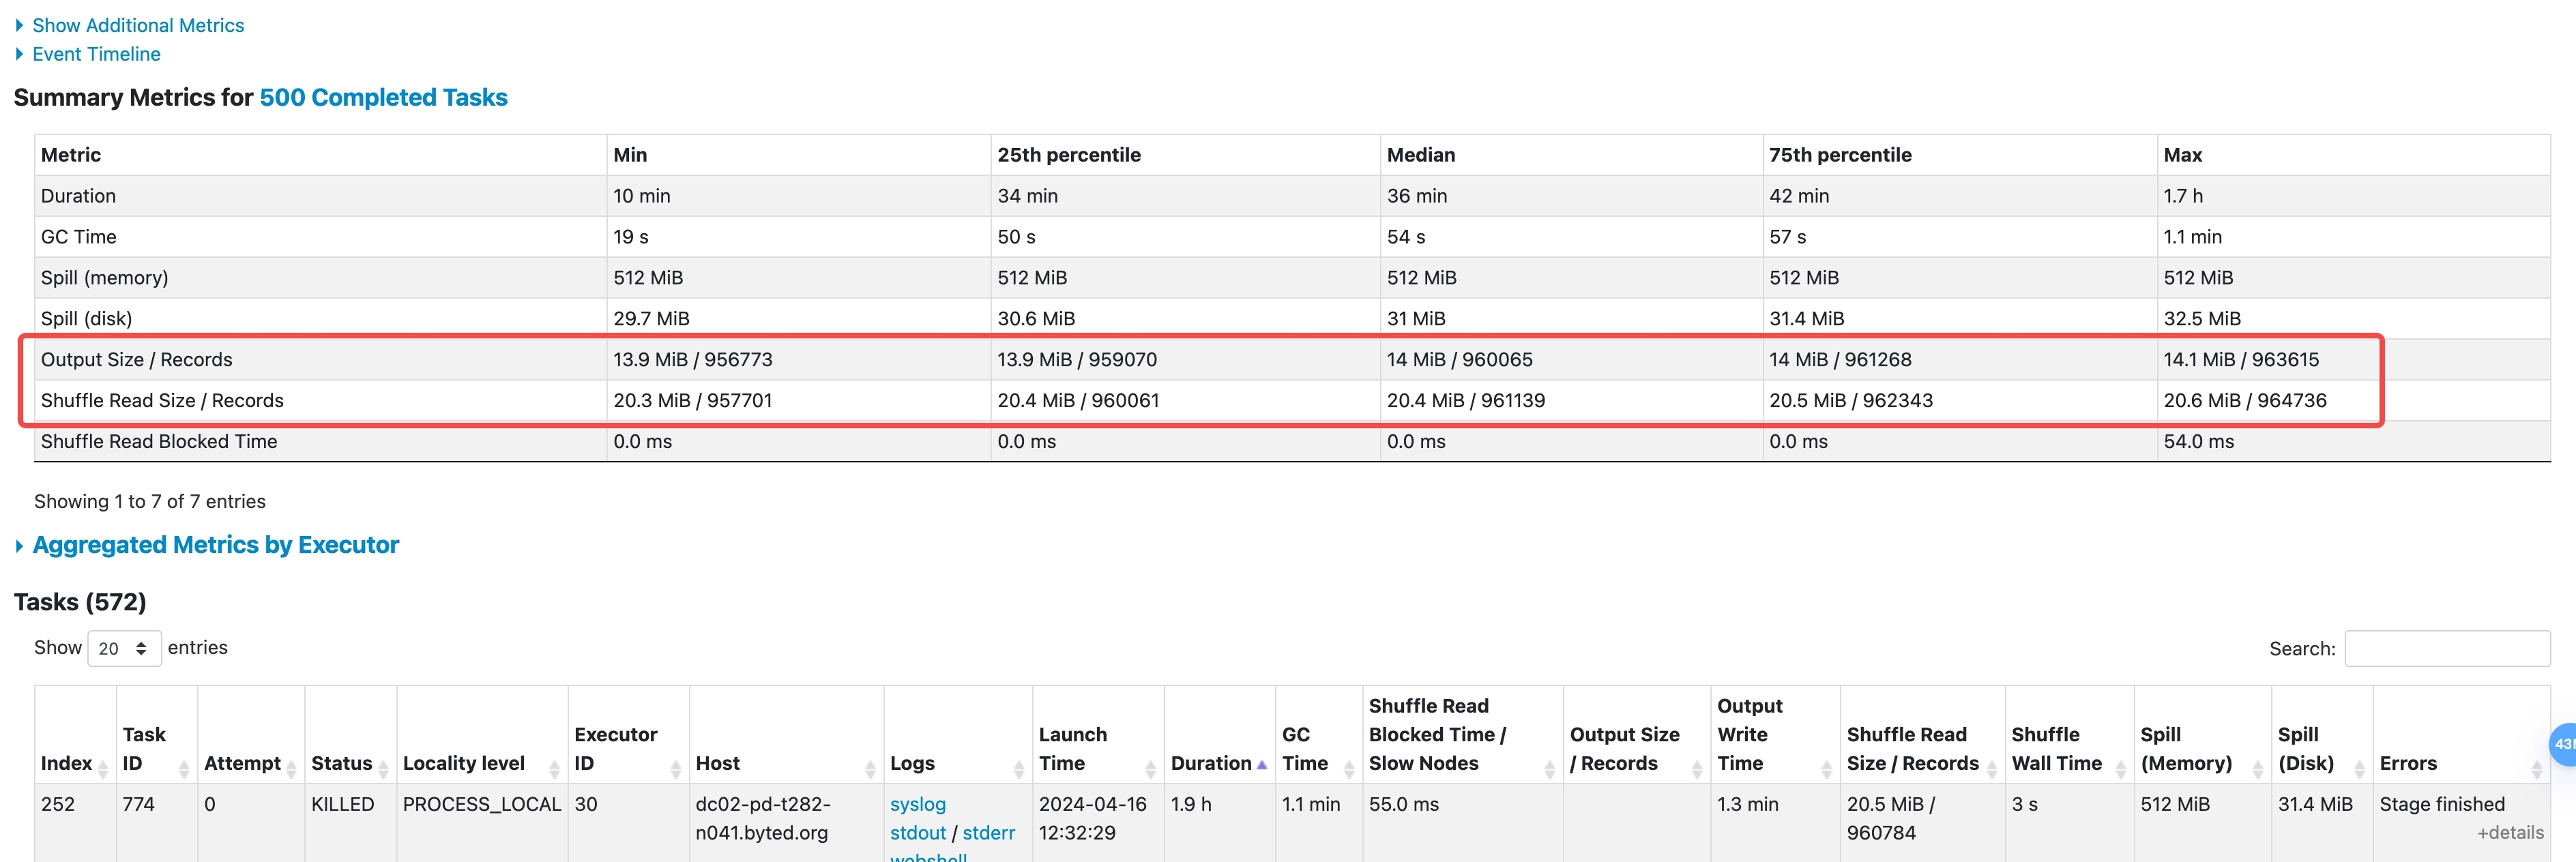 Show Additional Metrics
Event Timeline
Summary Metrics for 500 Completed Tasks
Metric Min 25th percentile Median 75th percentile Max
Duration 10 min 34 min 36 min 42 min 1.7 h
GC Time 19 s 50 s 54 s 57 s 1.1 min
Spill (memory) 512 MiB 512 MiB 512 MiB 512 MiB 512 MiB
Spill (disk) 29.7 MiB 30.6 MiB 31 MiB 31.4 MiB 32.5 MiB
Output Size / Records 13.9 MiB / 956773 13.9 MiB / 959070 14 MiB / 960065 14 MiB / 961268 14.1 MiB / 963615
Shuffle Read Size / Records 20.3 MiB / 957701 20.4 MiB / 960061 20.4 MiB / 961139 20.5 MiB / 962343 20.6 MiB / 964736
Shuffle Read Blocked Time 0.0 ms 0.0 ms 0.0 ms 0.0 ms 54.0 ms
Showing 1 to 7 of 7 entries
Aggregated Metrics by Executor
Tasks (572)
Show 20 entries Search:
Index
Task
ID
Attempt
Status
Locality level
Executor
ID
Host
Logs
Launch
Time
Duration
GC
Time
Shuffle Read
Blocked Time /
Slow Nodes
Output Size
/ Records
Output
Write
Time
Shuffle Read
Size / Records
Shuffle
Wall Time
Spill
(Memory)
Spill
(Disk)
Errors
252
774
0
KILLED
PROCESS_LOCAL
30
dc02-pd-t282-
n041.byted.org
syslog
stdout / stderr
webshell
2024-04-16
12:32:29
1.9 h
1.1 min
55.0 ms
1.3 min
20.5 MiB /
960784
3 s
512 MiB
31.4 MiB
Stage finished
+details